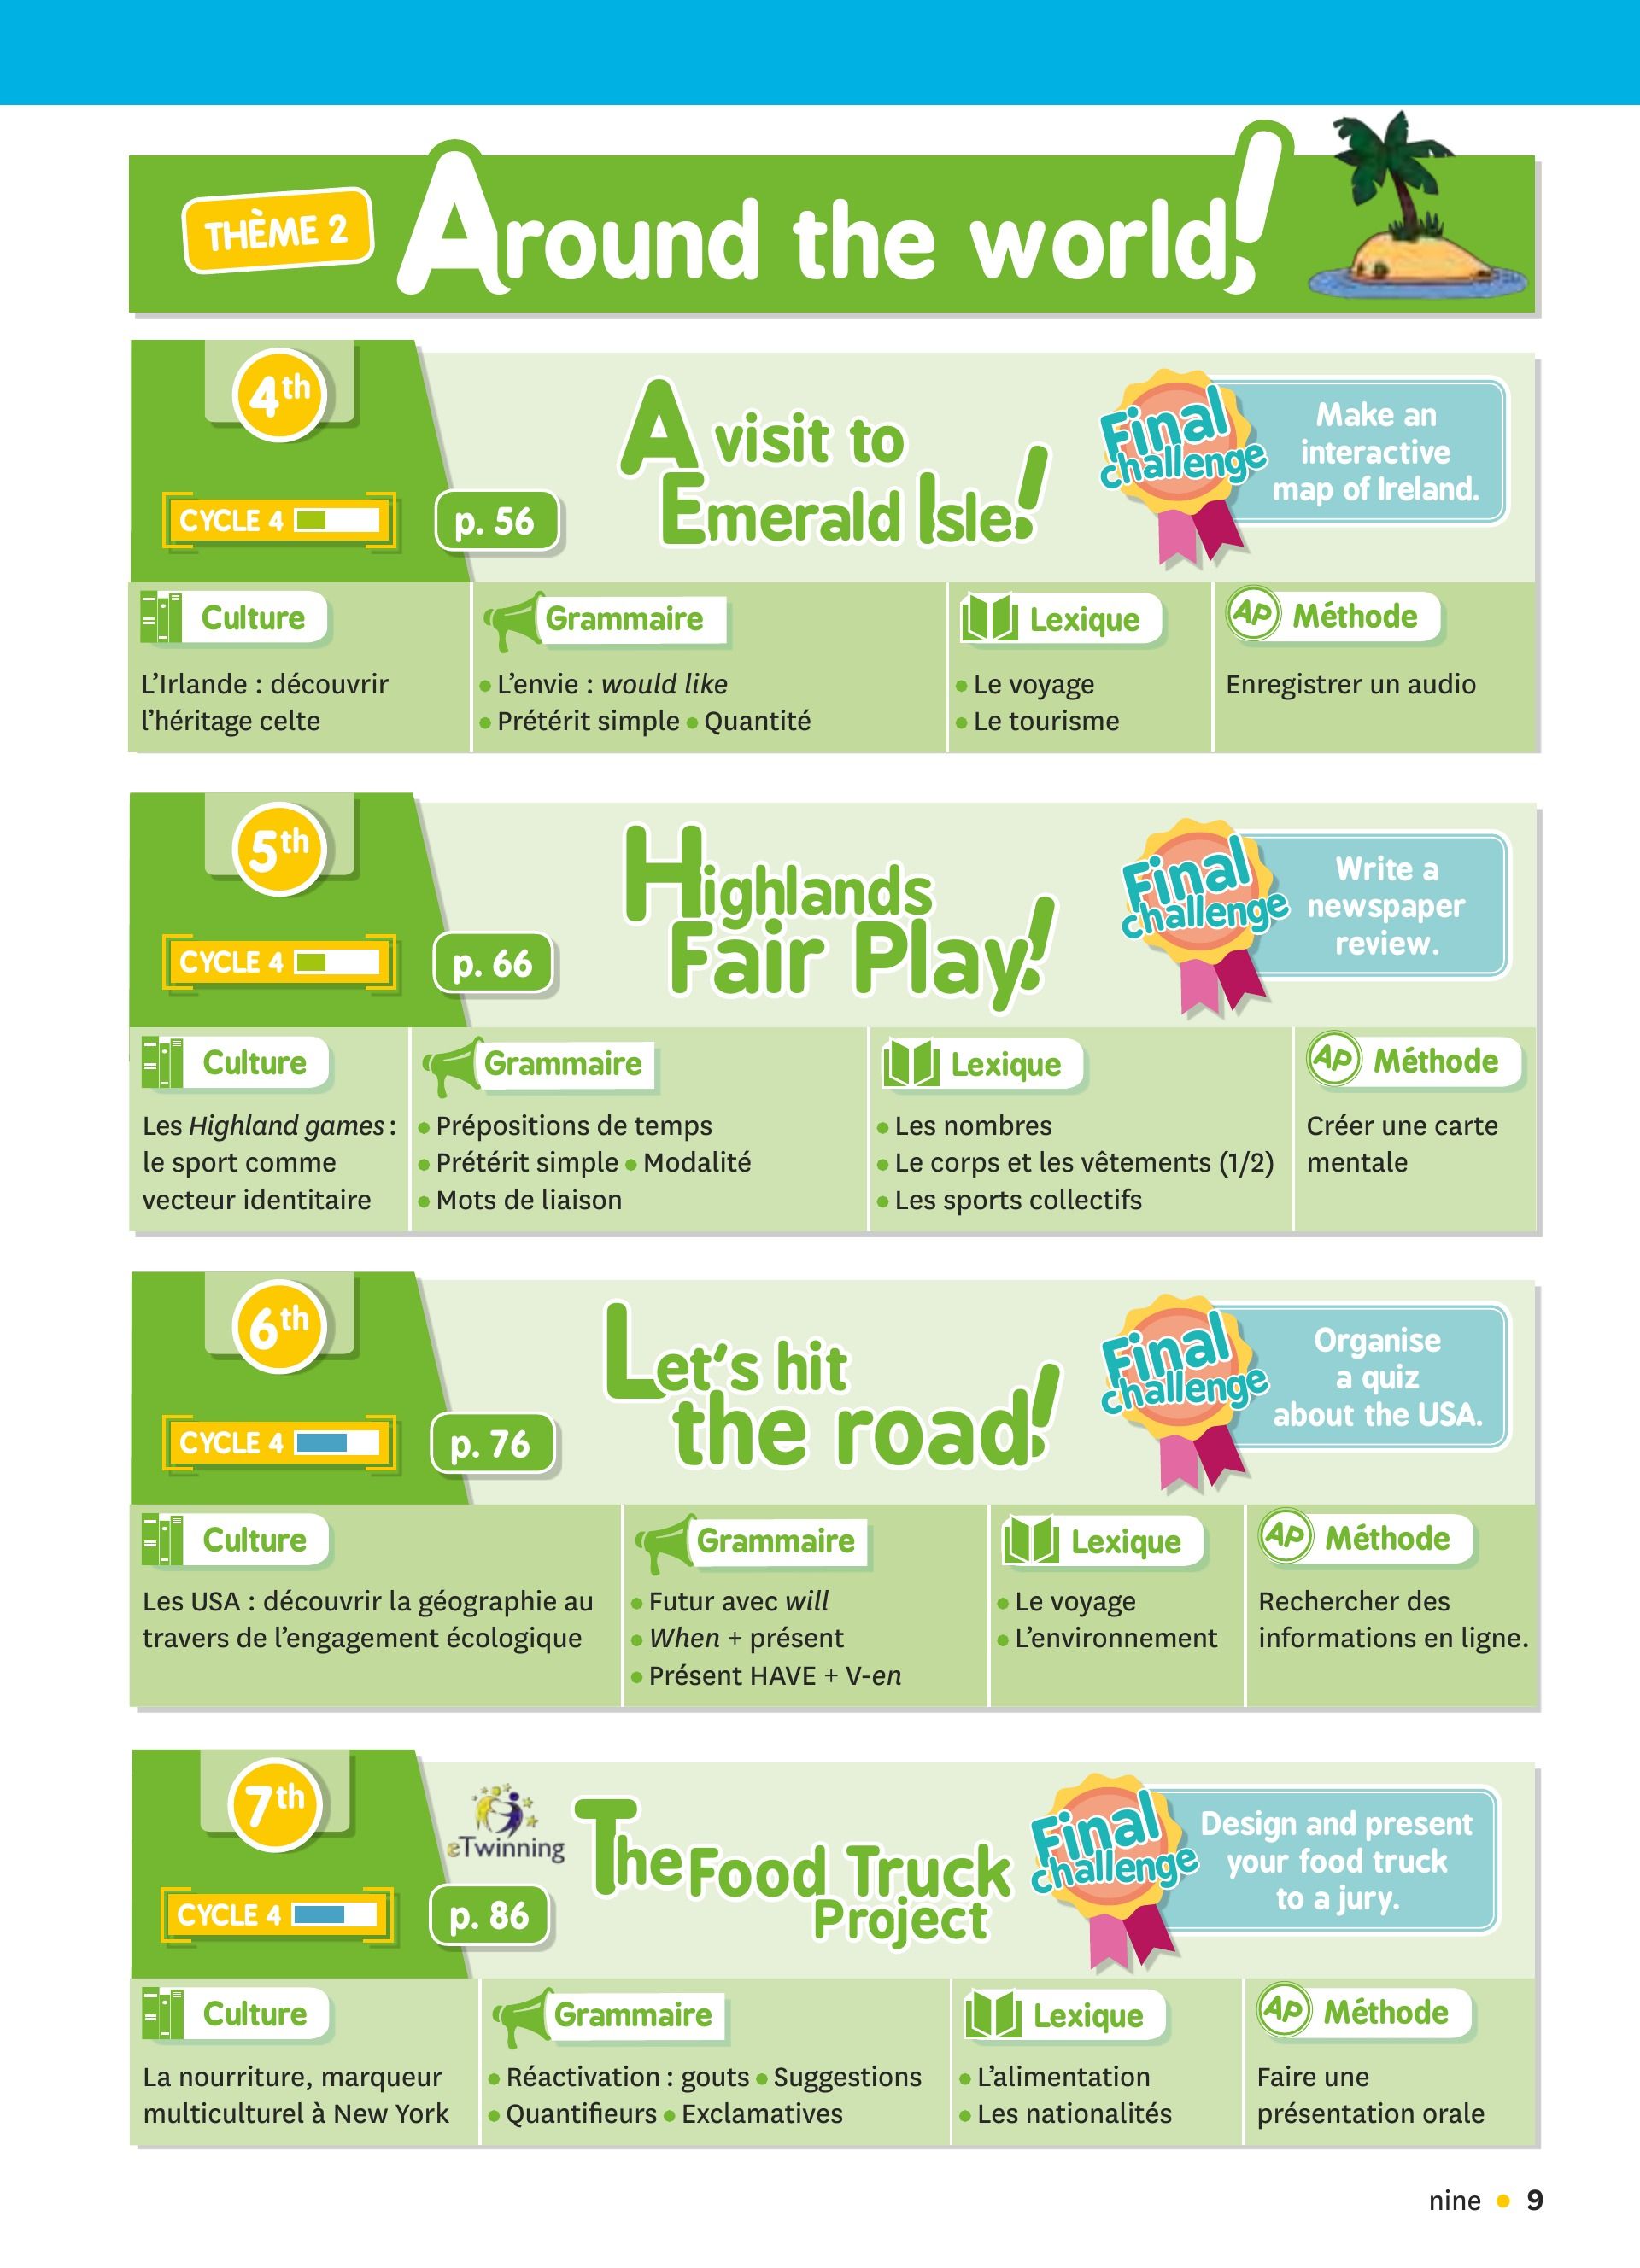 THÈME 2
Around the world!
4th
A visit to
Emerald Isle!
Final
challenge
Make an
interactive
map of Ireland.
CYCLE 4
p. 56
Culture
L’Irlande : découvrir
l’héritage celte
Grammaire
• L’envie : would like
• Prétérit simple • Quantité
Lexique
• Le voyage
• Le tourisme
AP Méthode
Enregistrer un audio
5th
Highlands
Fair Play!
Final
challenge
Write a
newspaper
review.
CYCLE 4
p. 66
Culture
Les Highland games :
le sport comme
vecteur identitaire
Grammaire
• Prépositions de temps
• Prétérit simple • Modalité
• Mots de liaison
Lexique
• Les nombres
• Le corps et les vêtements (1/2)
• Les sports collectifs
AP Méthode
Créer une carte
mentale
6th
Let’s hit
the road!
Final
challenge
Organise
a quiz
about the USA.
CYCLE 4
p. 76
Culture
Les USA : découvrir la géographie au
travers de l’engagement écologique
Grammaire
• Futur avec will
• When + présent
• Présent HAVE + V-en
Lexique
• Le voyage
• L’environnement
AP Méthode
Rechercher des
informations en ligne.
7th
eTwinning
The Food Truck
Project
Final
challenge
Design and present
your food truck
to a jury.
CYCLE 4
p. 86
Culture
La nourriture, marqueur
multiculturel à New York
Grammaire
• Réactivation : gouts • Suggestions
• Quantifieurs • Exclamatives
Lexique
• L’alimentation
• Les nationalités
AP Méthode
Faire une
présentation orale
nine • 9